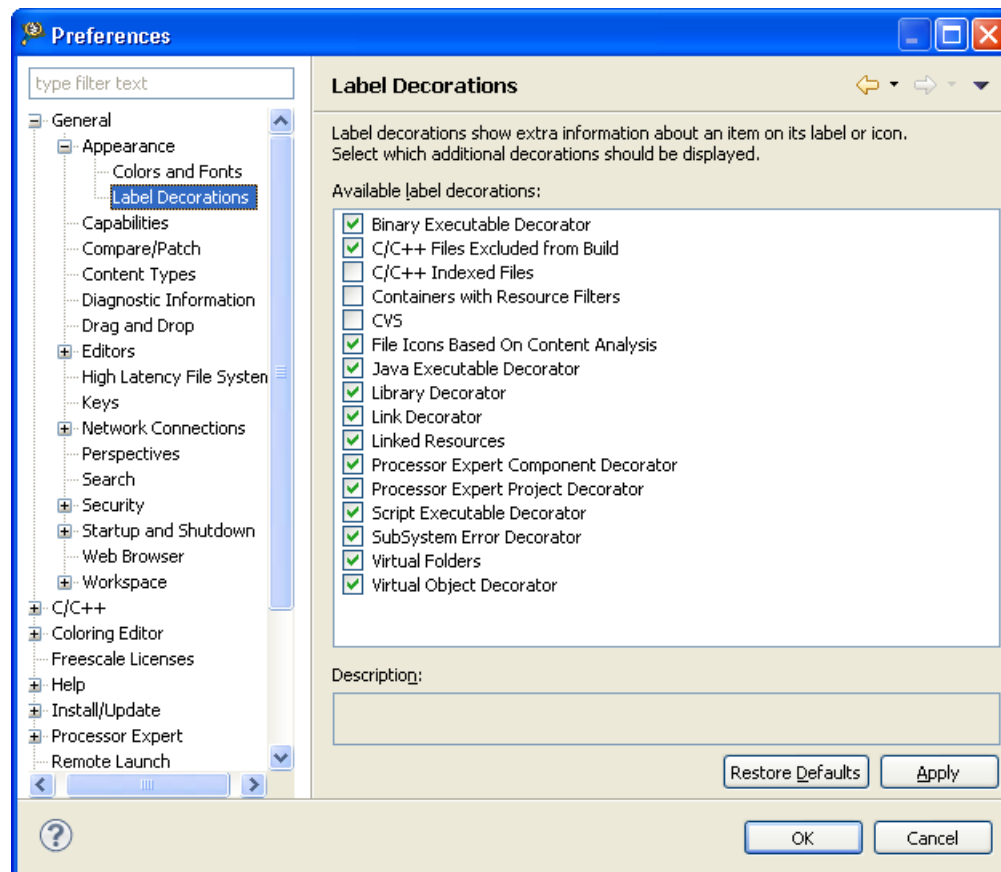 Preferences
type filter text
General
Appearance
Colors and Fonts
Label Decorations
Capabilities
Compare/Patch
Content Types
Diagnostic Information
Drag and Drop
Editors
High Latency File System
Keys
Network Connections
Perspectives
Search
Security
Startup and Shutdown
Web Browser
Workspace
C/C++
Coloring Editor
Freescale Licenses
Help
Install/Update
Processor Expert
Remote Launch
Label Decorations
Label decorations show extra information about an item on its label or icon.
Select which additional decorations should be displayed.
Available label decorations:
Binary Executable Decorator
C/C++ Files Excluded from Build
C/C++ Indexed Files
Containers with Resource Filters
CVS
File Icons Based On Content Analysis
Java Executable Decorator
Library Decorator
Link Decorator
Linked Resources
Processor Expert Component Decorator
Processor Expert Project Decorator
Script Executable Decorator
SubSystem Error Decorator
Virtual Folders
Virtual Object Decorator
Description:
Restore Defaults
Apply
?
OK
Cancel